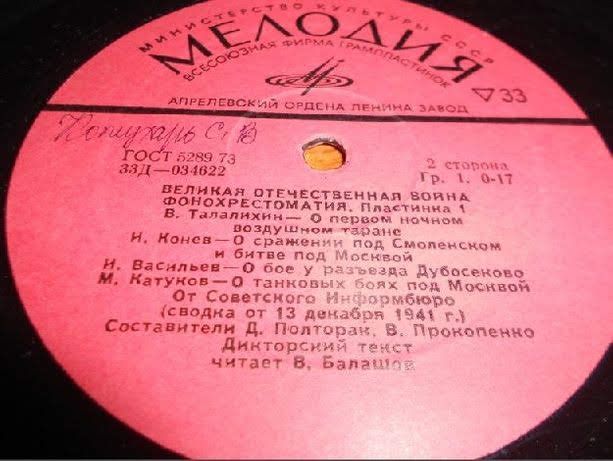 МИНИСТЕРСТВО КУЛЬТУРЫ СССР
МЕЛОДИЯ
ВСЕСОЮЗНАЯ ФИРМА ГРАМПЛАСТИНОК
33
АПРЕЛЕВСКИЙ ОРДЕНА ЛЕНИНА ЗАВОД
С. В
ГОСТ 5289 73
33Д—034622
2 сторона
Гр. 1. 0-17
ВЕЛИКАЯ ОТЕЧЕСТВЕННАЯ ВОЙНА
ФОНОХРЕСТОМАТИЯ. Пластинка 1
В. Талалихин — О первом ночном
воздушном таране
И. Конев — О сражении под Смоленском
и битве под Москвой
И. Васильев — О бое у разъезда Дубосеково
М. Катуков — О танковых боях под Москвой
От Советского Информбюро
(сводка от 13 декабря 1941 г.)
Составители Д. Полторак, В. Прокопенко
Дикторский текст
читает В. Балашов